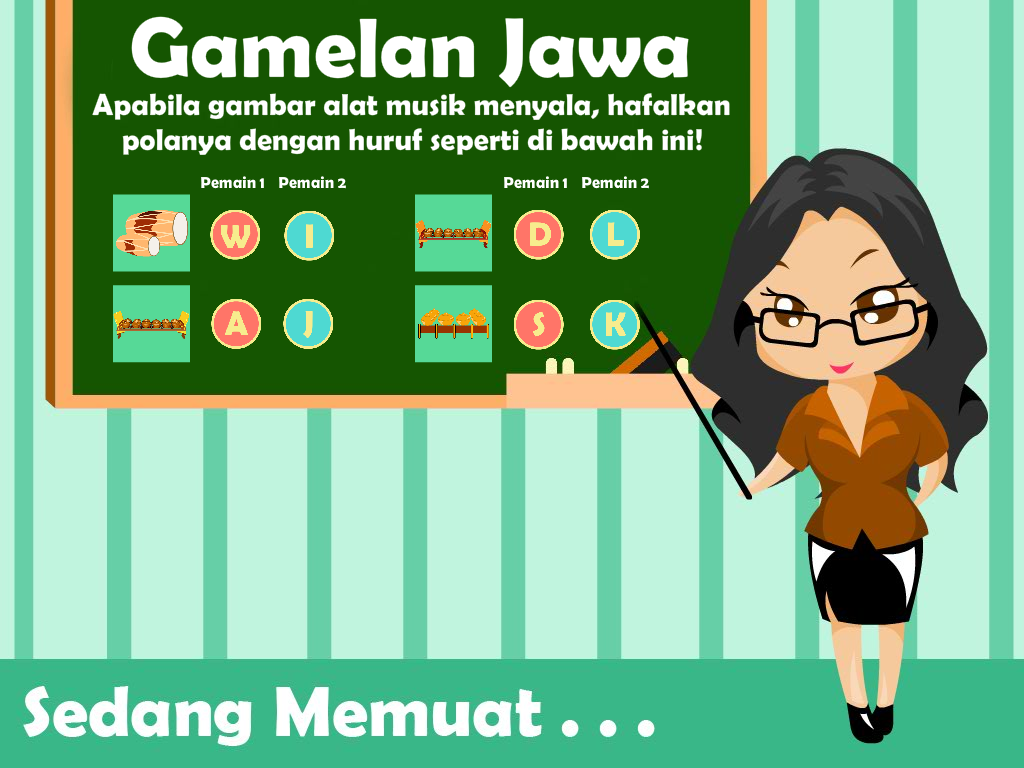 Gamelan Jawa
Apabila gambar alat musik menyala, hafalkan
polanya dengan huruf seperti di bawah ini!
Pemain 1 Pemain 2 Pemain 1 Pemain 2
W I D L
A J S K
Sedang Memuat . . .